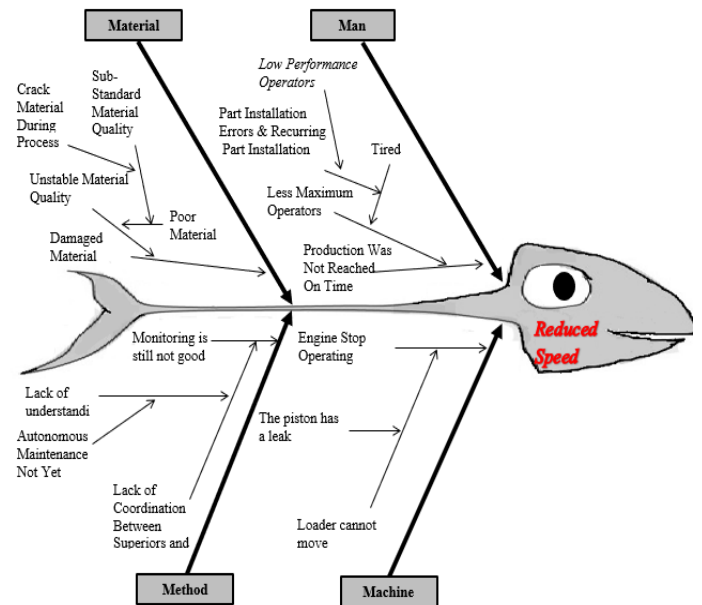 Material
Man
Low Performance
Operators
Sub-
Standard
Material
Quality
Crack
Material
During
Process
Part Installation
Errors & Recurring
Part Installation
Tired
Unstable Material
Quality
Less Maximum
Operators
Poor
Material
Damaged
Material
Production Was
Not Reached
On Time
Reduced
Speed
Monitoring is
still not good
Engine Stop
Operating
Lack of
understandi
Autonomous
Maintenance
Not Yet
The piston has
a leak
Lack of
Coordination
Between
Superiors and
Loader cannot
move
Method
Machine